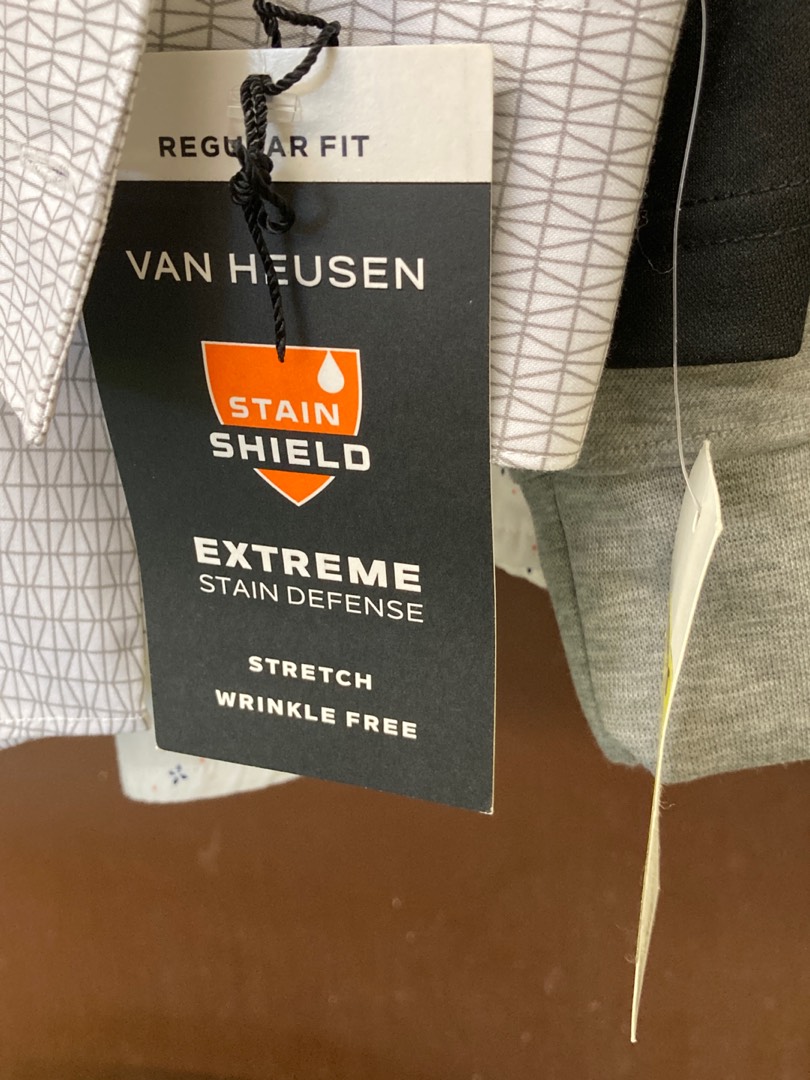 REGULAR FIT
VAN HEUSEN
STAIN
SHIELD
EXTREME
STAIN DEFENSE
STRETCH
WRINKLE FREE